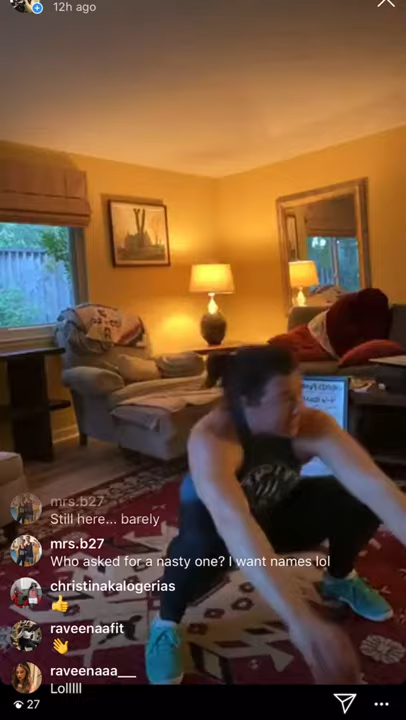 12h ago
mrs.b27
Still here... barely
mrs.b27
Who asked for a nasty one? I want names lol
christinakalogerias
👍
raveenaafit
👋
raveenaaa__
Lolllll
27